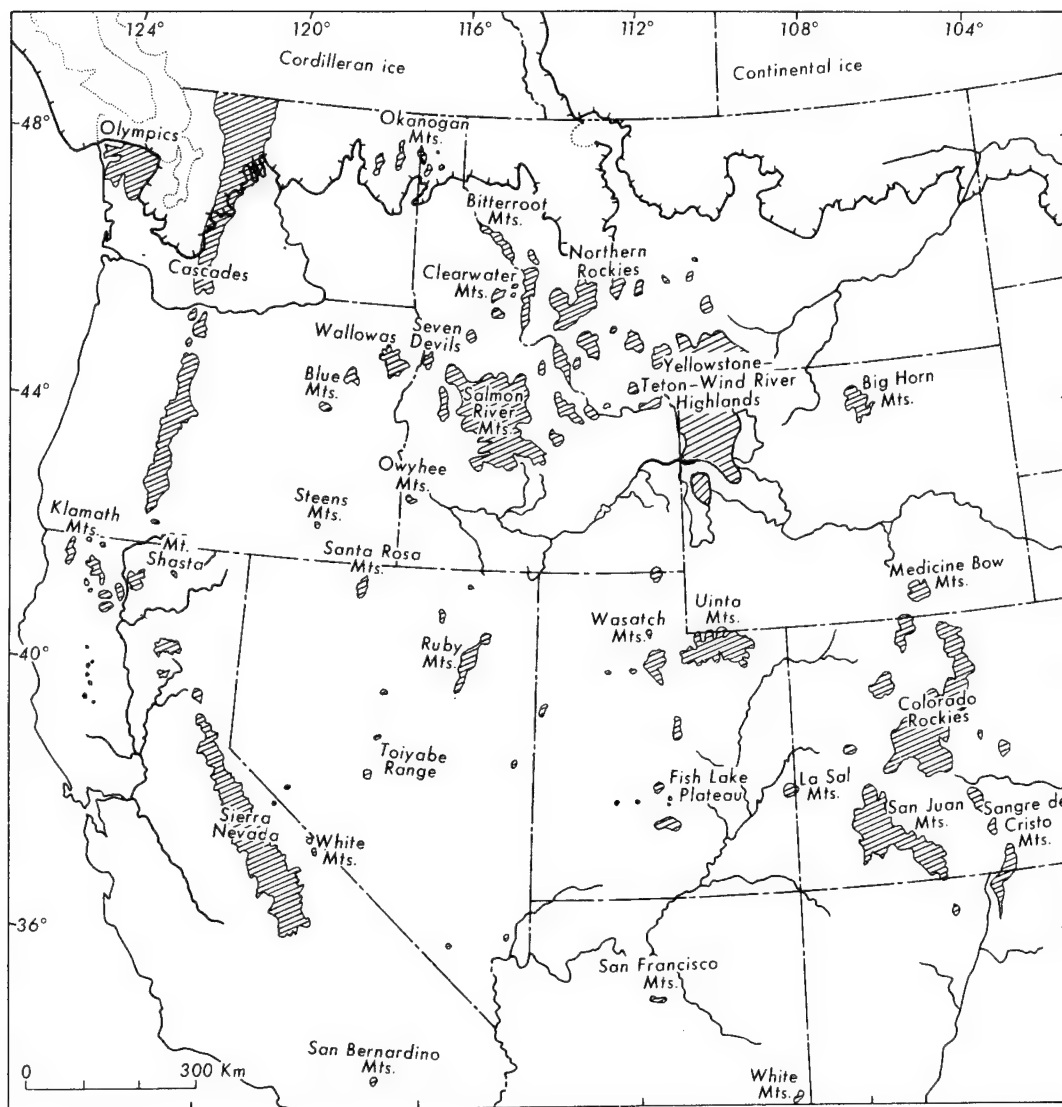 124°
120°
116°
112°
108°
104°
Cordilleran ice
Continental ice
48°
Olympics
Okanogan
Mts.
Bitterroot
Mts.
Cascades
Clearwater
Mts.
Northern
Rockies
Wallowas
Seven
Devils
Blue
Mts.
44°
Salmon
River
Mts.
Yellowstone-
Teton–Wind River
Highlands
Big Horn
Mts.
Owyhee
Mts.
Steens
Mts.
Klamath
Mts.
Mt.
Shasta
Santa Rosa
Mts.
Medicine Bow
Mts.
40°
Ruby
Mts.
Wasatch
Mts.
Uinta
Mts.
Colorado
Rockies
Toiyabe
Range
Fish Lake
Plateau
La Sal
Mts.
San Juan
Mts.
Sangre de
Cristo
Mts.
Sierra
Nevada
White
Mts.
36°
San Francisco
Mts.
San Bernardino
Mts.
White
Mts.
0 300 Km